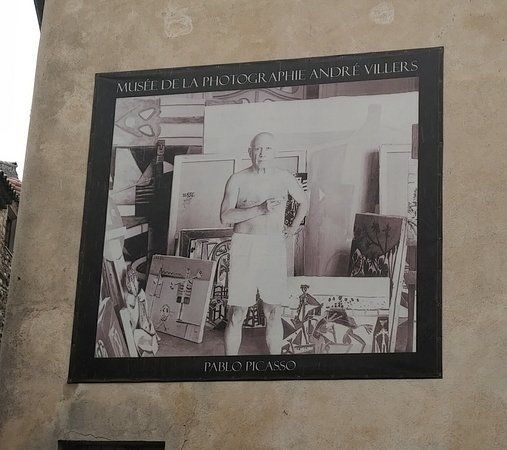 MUSÉE DE LA PHOTOGRAPHIE ANDRÉ VILLERS
PABLO PICASSO